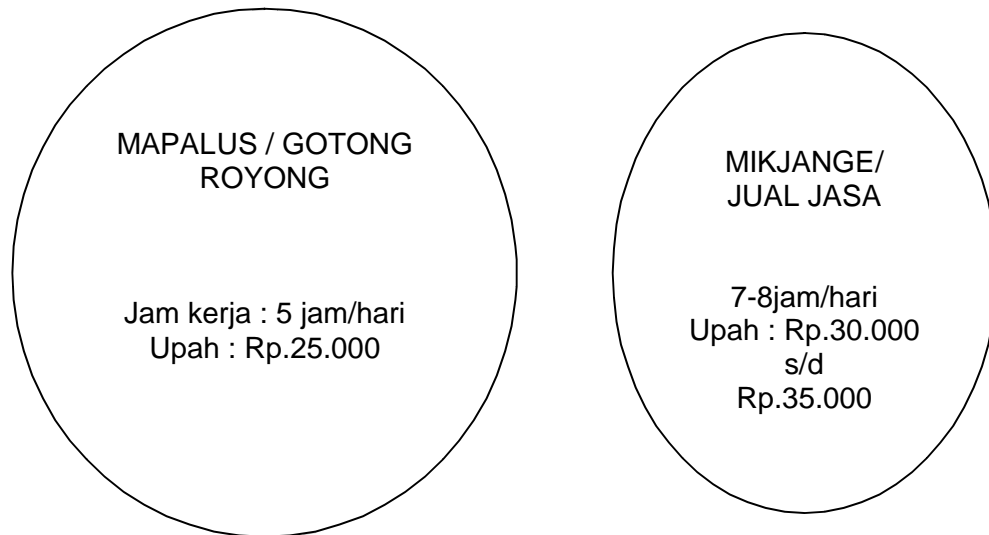 MAPALUS / GOTONG
ROYONG
Jam kerja : 5 jam/hari
Upah : Rp.25.000
MIKJANGE/
JUAL JASA
7-8jam/hari
Upah : Rp.30.000
s/d
Rp.35.000